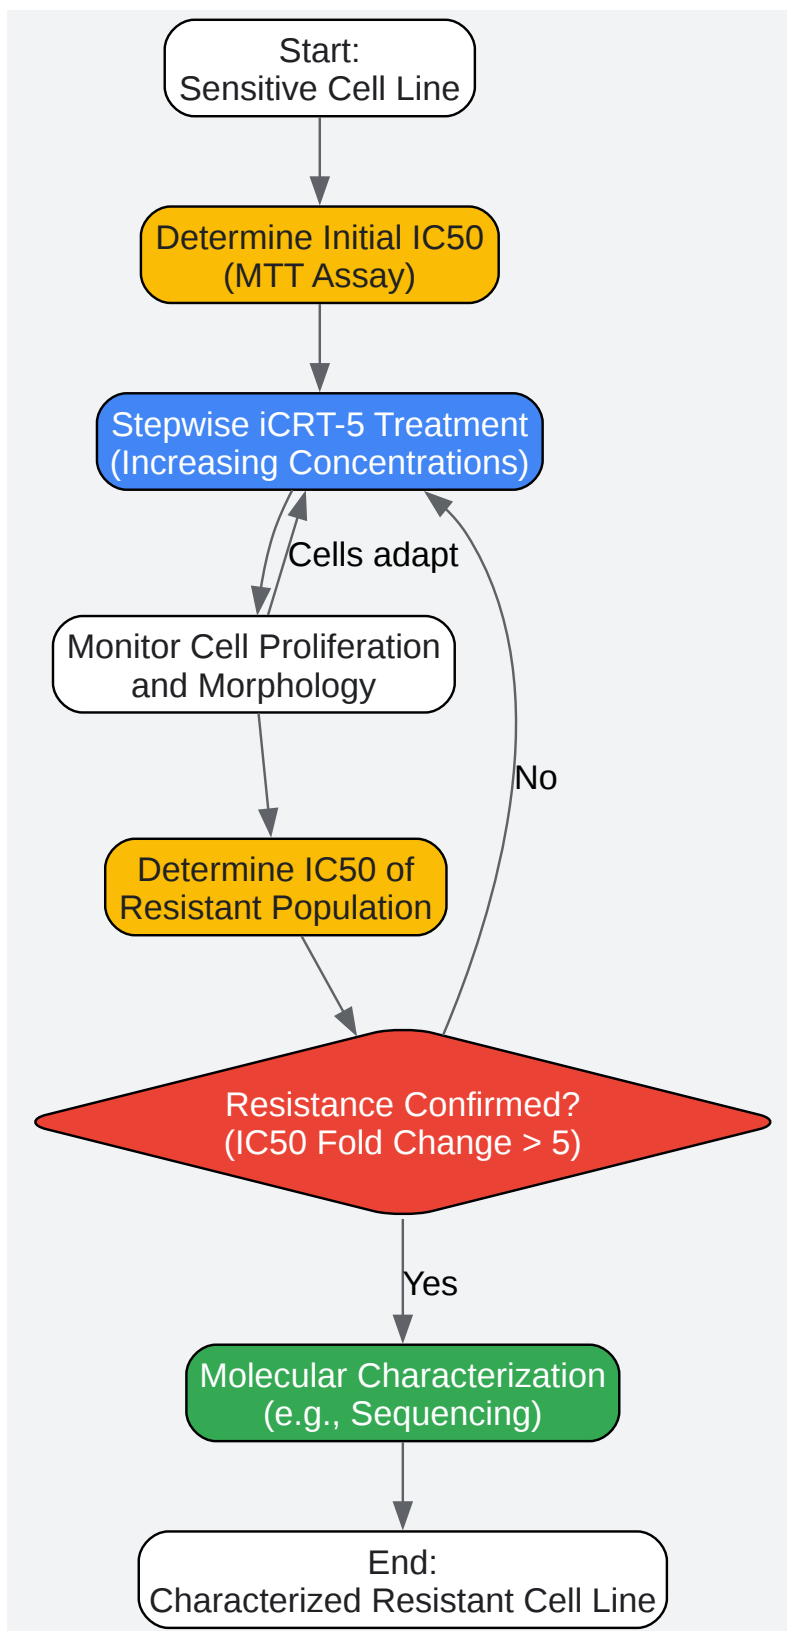 Start:
Sensitive Cell Line
Determine Initial IC50
(MTT Assay)
Stepwise iCRT-5 Treatment
(Increasing Concentrations)
Cells adapt
Monitor Cell Proliferation
and Morphology
No
Determine IC50 of
Resistant Population
Resistance Confirmed?
(IC50 Fold Change > 5)
Yes
Molecular Characterization
(e.g., Sequencing)
End:
Characterized Resistant Cell Line